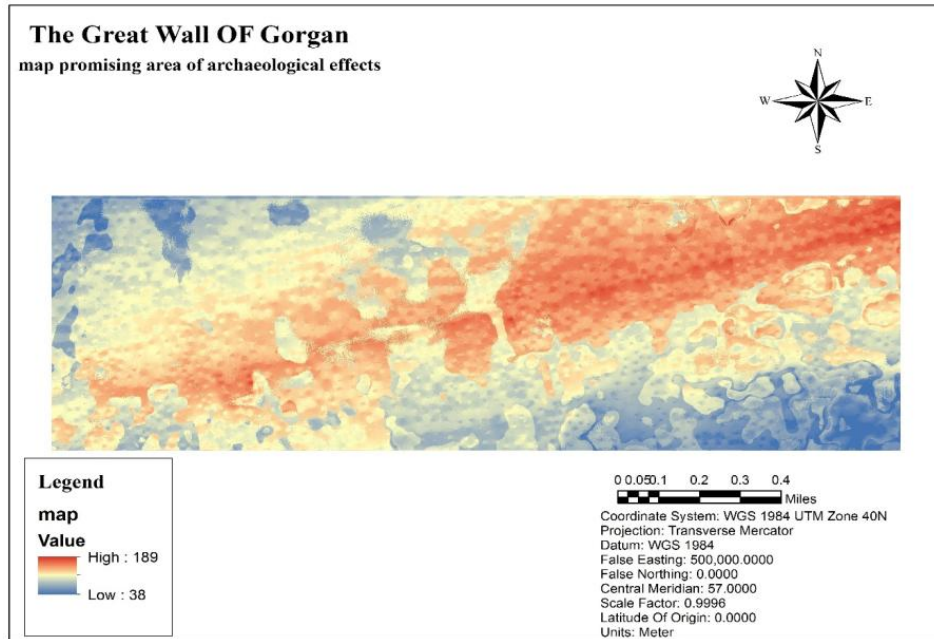 The Great Wall OF Gorgan
map promising area of archaeological effects
N
W
E
S
Legend
map
Value
High : 189
Low : 38
0 0.050.1 0.2 0.3 0.4
Miles
Coordinate System: WGS 1984 UTM Zone 40N
Projection: Transverse Mercator
Datum: WGS 1984
False Easting: 500,000.0000
False Northing: 0.0000
Central Meridian: 57.0000
Scale Factor: 0.9996
Latitude Of Origin: 0.0000
Units: Meter